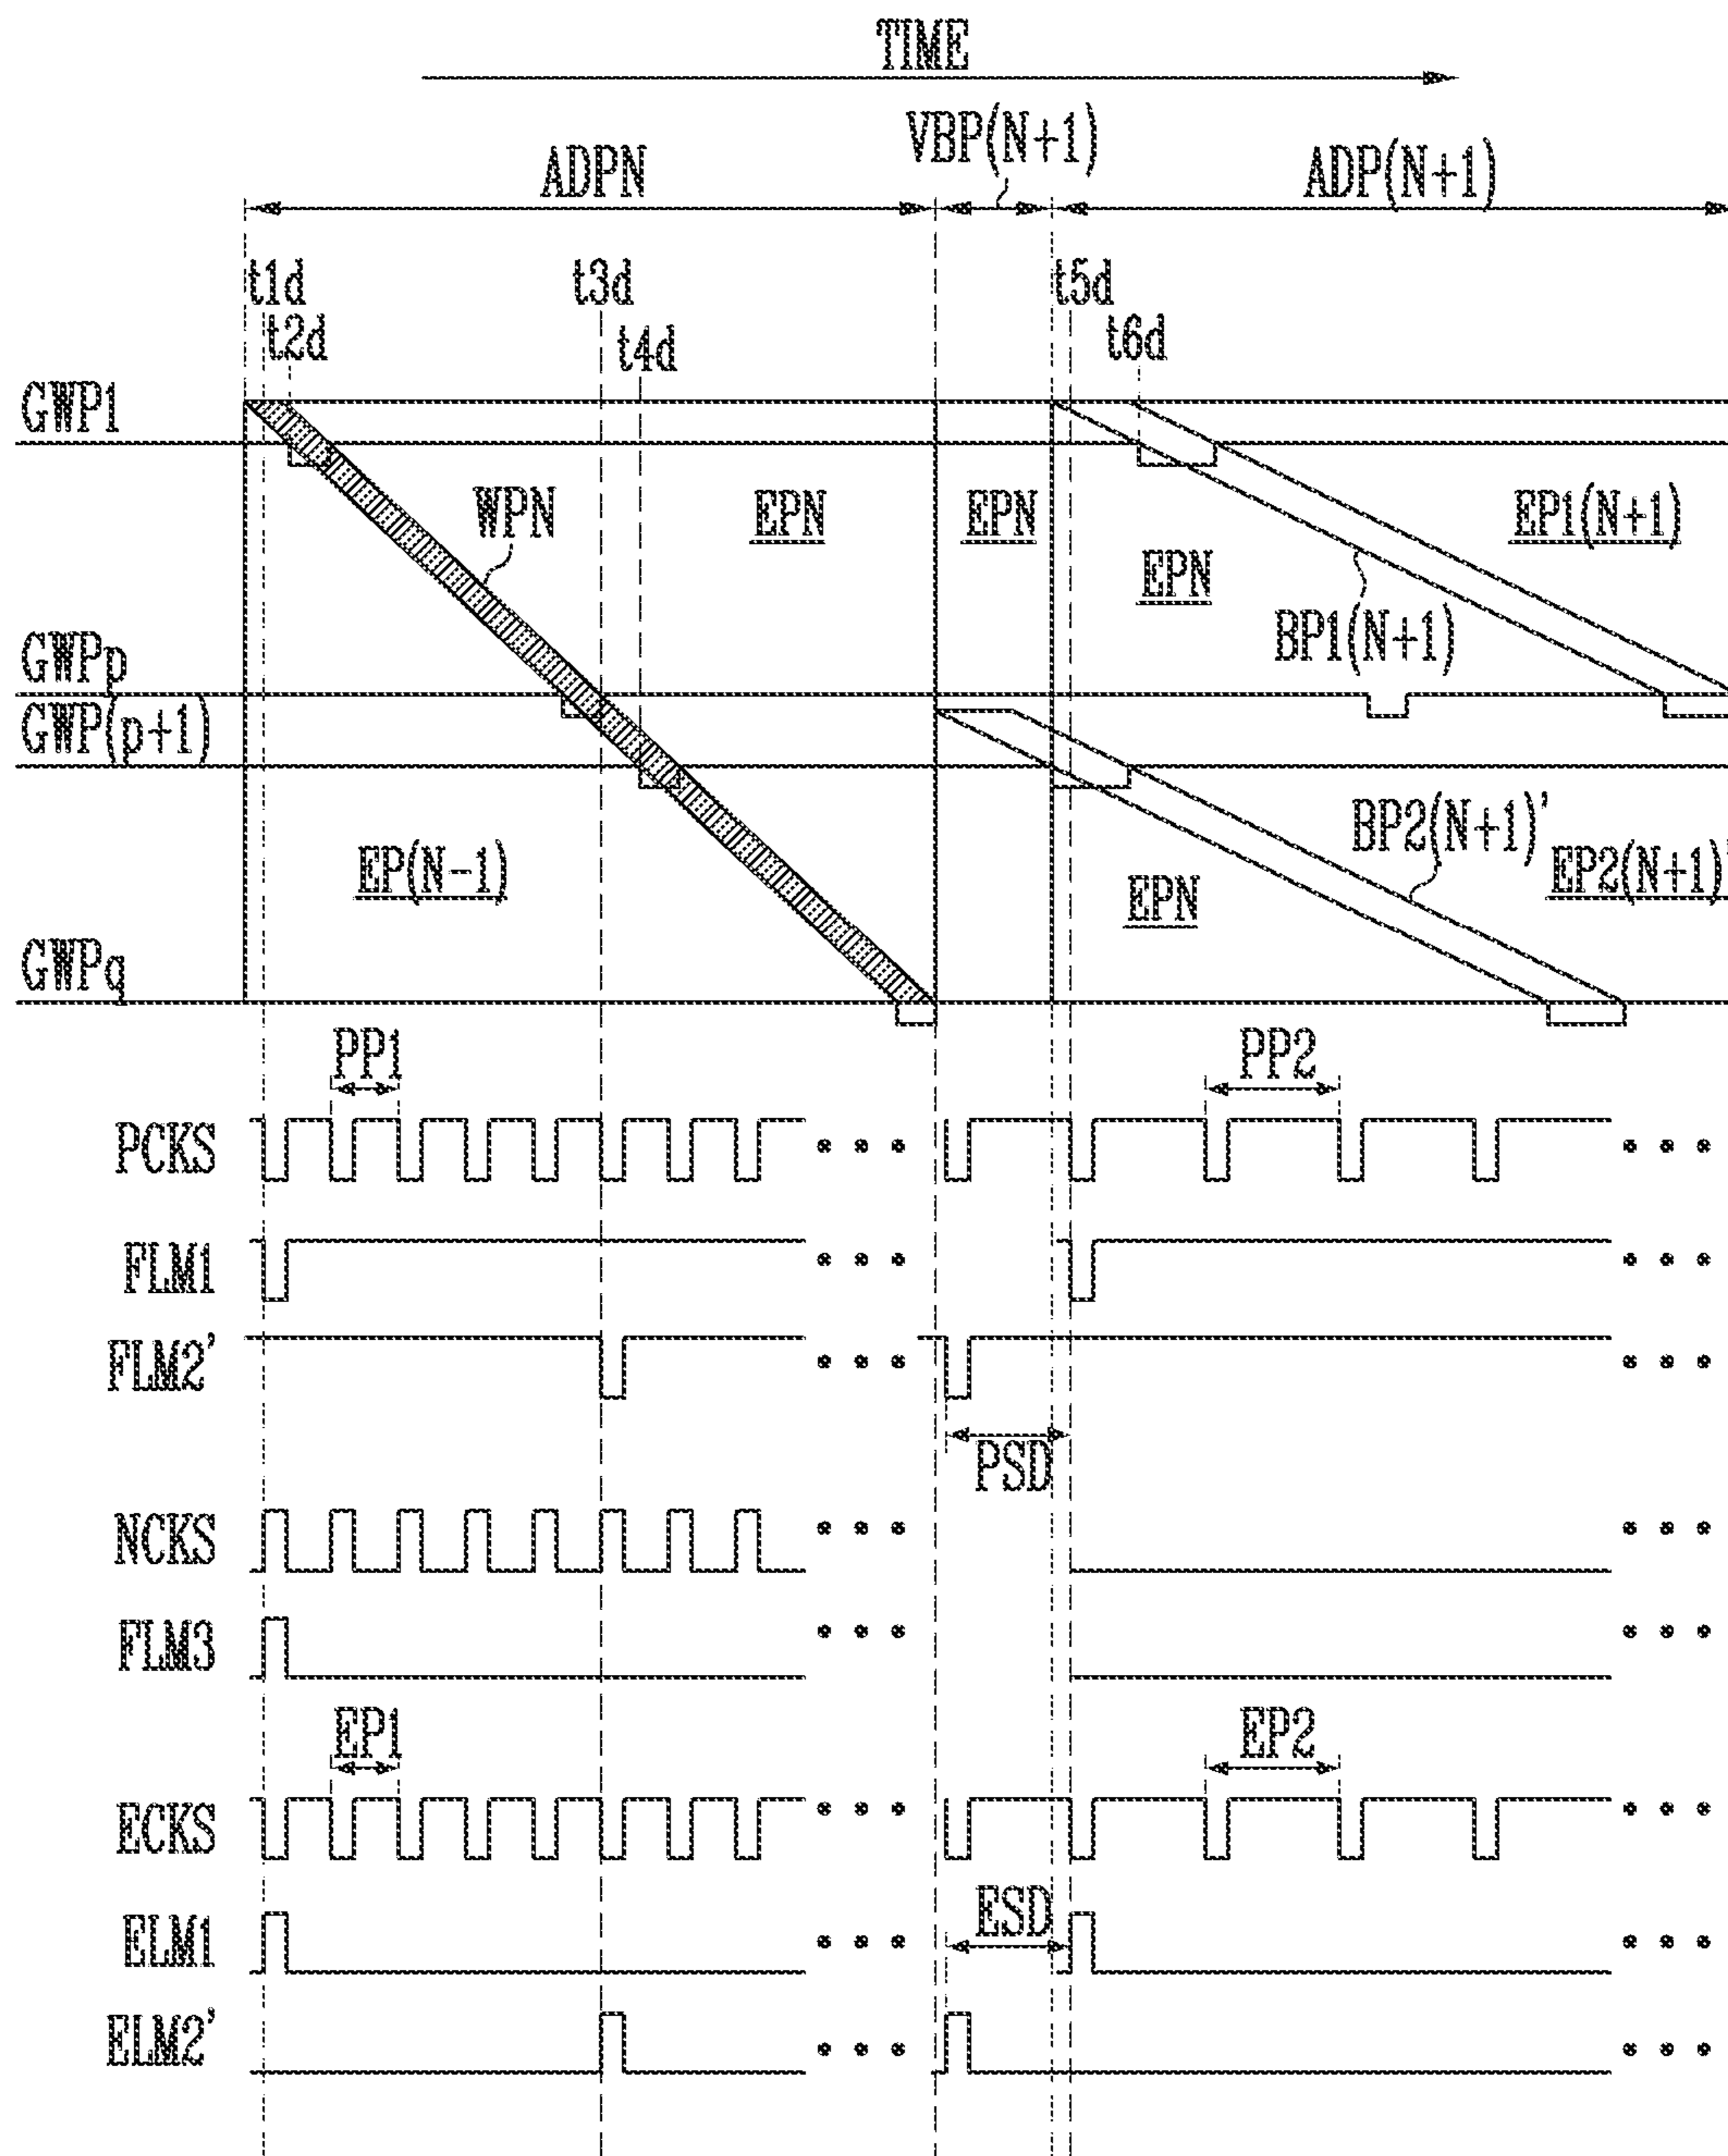 TIME
VBP(N+1)
ADPN
ADP(N+1)
t1d
t3d
t5d
t2d
t4d
t6d
GWP1
WPN
EPN
EPN
EP1(N+1)
EPN
BP1(N+1)
GWPp
GWP(p+1)
BP2(N+1)'
EP(N-1)
EP2(N+1)'
EPN
GWPq
PP1
PP2
PCKS
• • •
• • •
FLM1
• • •
• • •
FLM2'
• • •
• • •
PSD
NCKS
• • •
• • •
FLM3
• • •
• • •
EP1
EP2
ECKS
• • •
• • •
ESD
ELM1
• • •
• • •
ELM2'
• • •
• • •